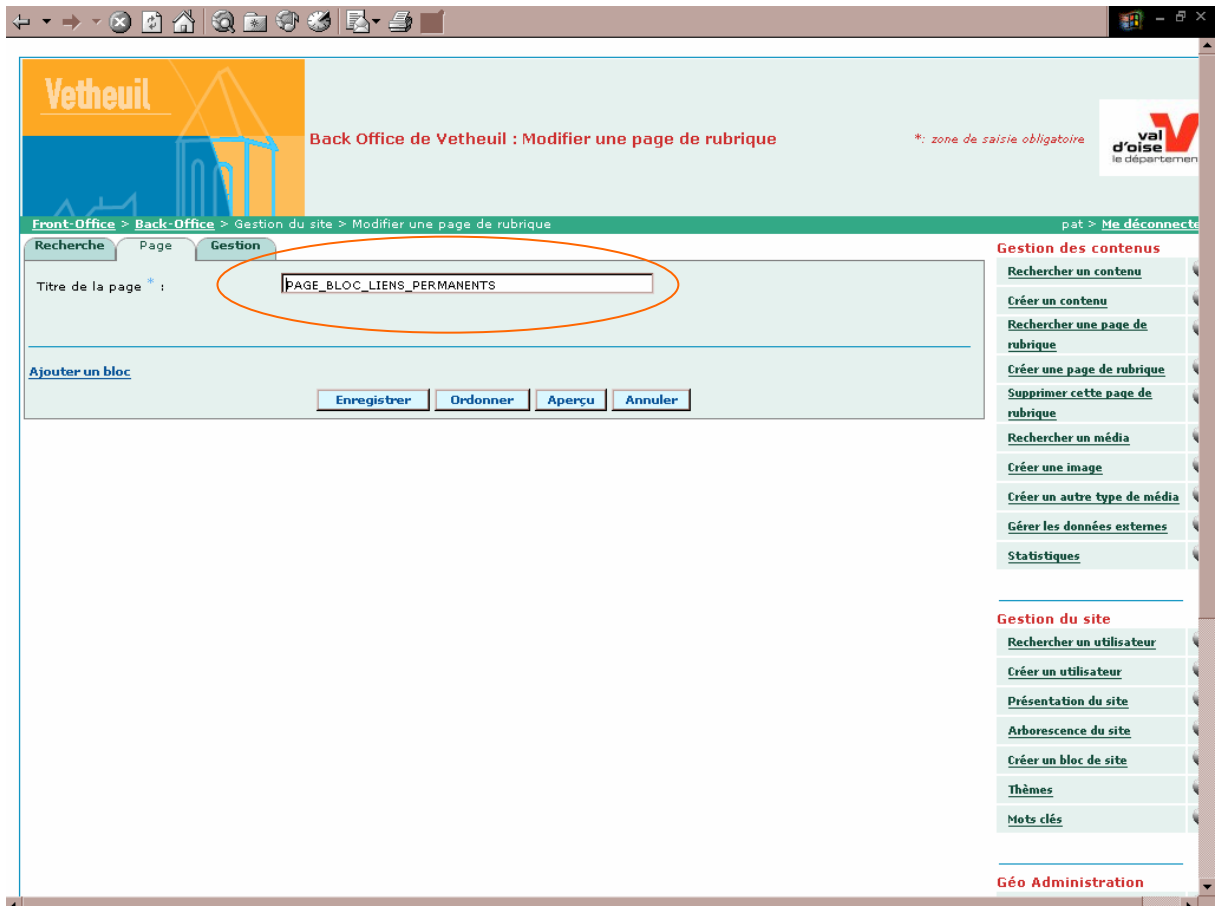 Vetheuil
Back Office de Vetheuil : Modifier une page de rubrique
*: zone de saisie obligatoire
val
d'oise
le départemen
Front-Office > Back-Office > Gestion du site > Modifier une page de rubrique
pat > Me déconnecte
Recherche
Page
Gestion
Titre de la page * :
PAGE_BLOC_LIENS_PERMANENTS
Ajouter un bloc
Enregistrer
Ordonner
Aperçu
Annuler
Gestion des contenus
Rechercher un contenu
Créer un contenu
Rechercher une page de
rubrique
Créer une page de rubrique
Supprimer cette page de
rubrique
Rechercher un média
Créer une image
Créer un autre type de média
Gérer les données externes
Statistiques
Gestion du site
Rechercher un utilisateur
Créer un utilisateur
Présentation du site
Arborescence du site
Créer un bloc de site
Thèmes
Mots clés
Géo Administration